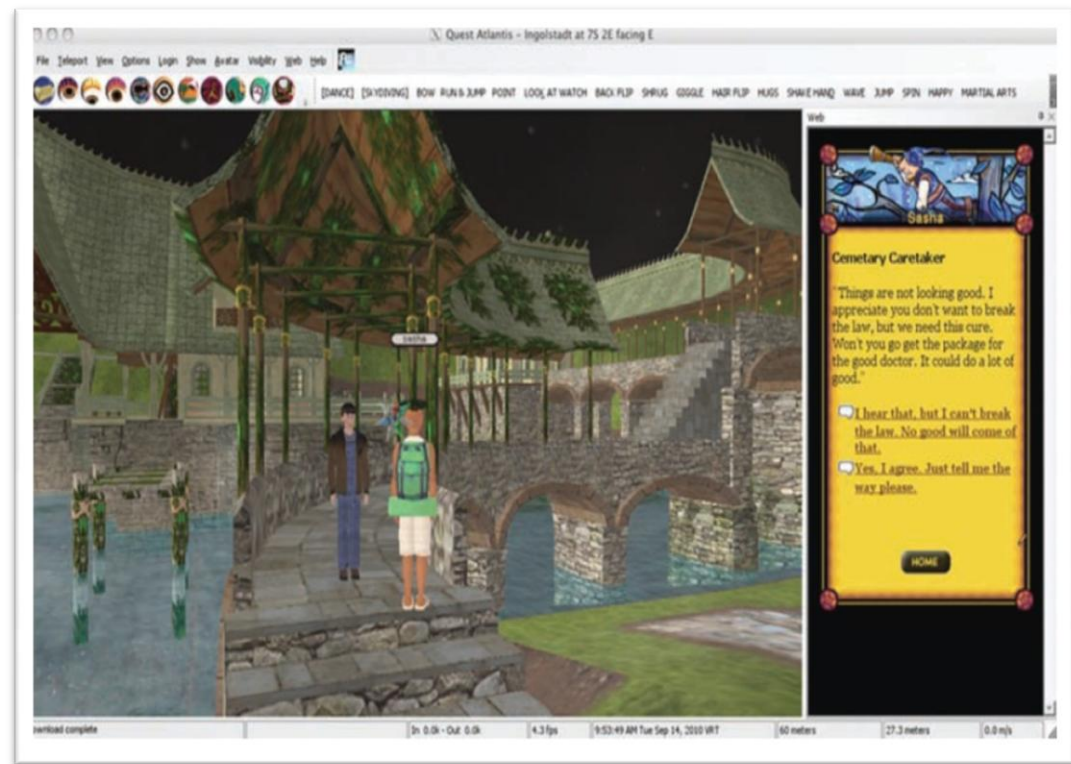 Quest Atlantis - Ingolstadt at 7S 2E facing E
File Teleport View Options Login Show Avatar Visibility Web Help
[DANCE] [SKYDIVING] BOW RUN & JUMP POINT LOOK AT WATCH BACK FLIP SHRUG GIGGLE HAIR FLIP HUGS SHAKE HAND WAVE JUMP SPIN HAPPY MARTIAL ARTS
Web
Sasha
Cemetary Caretaker
"Things are not looking good. I
appreciate you don't want to break
the law, but we need this cure.
Won't you go get the package for
the good doctor. It could do a lot of
good."
I hear that, but I can't break
the law. No good will come of
that.
Yes, I agree. Just tell me the
way please.
HOME
sasha
ownload complete
In 0.0k - Out 0.0k
4.3 fps
9:53:49 AM Tue Sep 14, 2010 VRT
60 meters
27.3 meters
0.0 m/s